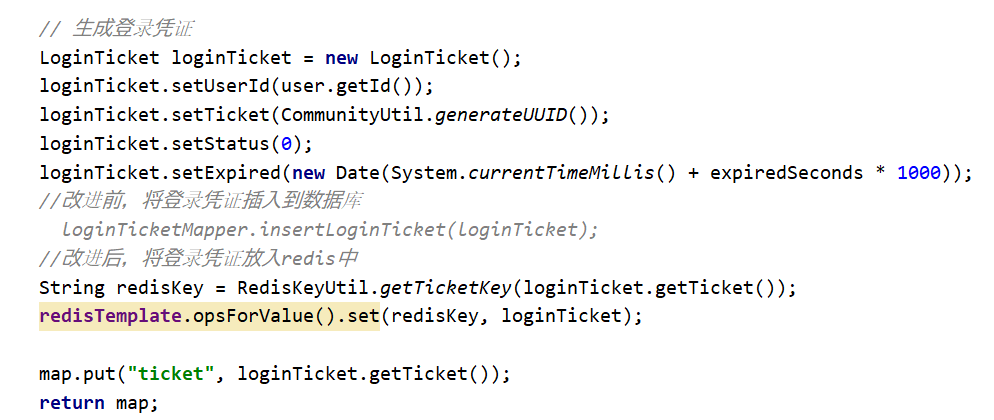 // 生成登录凭证
LoginTicket loginTicket = new LoginTicket();
loginTicket.setUserId(user.getId());
loginTicket.setTicket(CommunityUtil.generateUUID());
loginTicket.setStatus(0);
loginTicket.setExpired(new Date(System.currentTimeMillis() + expiredSeconds * 1000));
//改进前，将登录凭证插入到数据库
  loginTicketMapper.insertLoginTicket(loginTicket);
//改进后，将登录凭证放入redis中
String redisKey = RedisKeyUtil.getTicketKey(loginTicket.getTicket());
redisTemplate.opsForValue().set(redisKey, loginTicket);
map.put("ticket", loginTicket.getTicket());
return map;